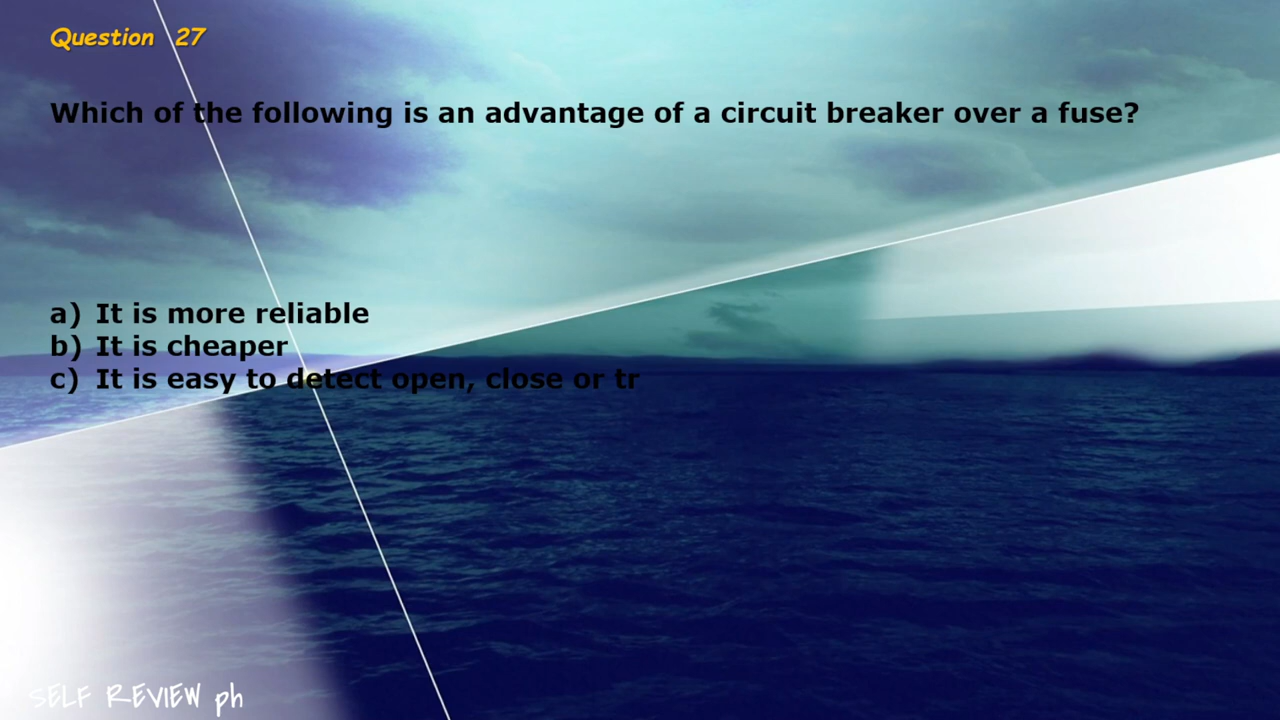 Question 27
Which of the following is an advantage of a circuit breaker over a fuse?
a) It is more reliable
b) It is cheaper
c) It is easy to detect open, close or tr
SELF REVIEW ph